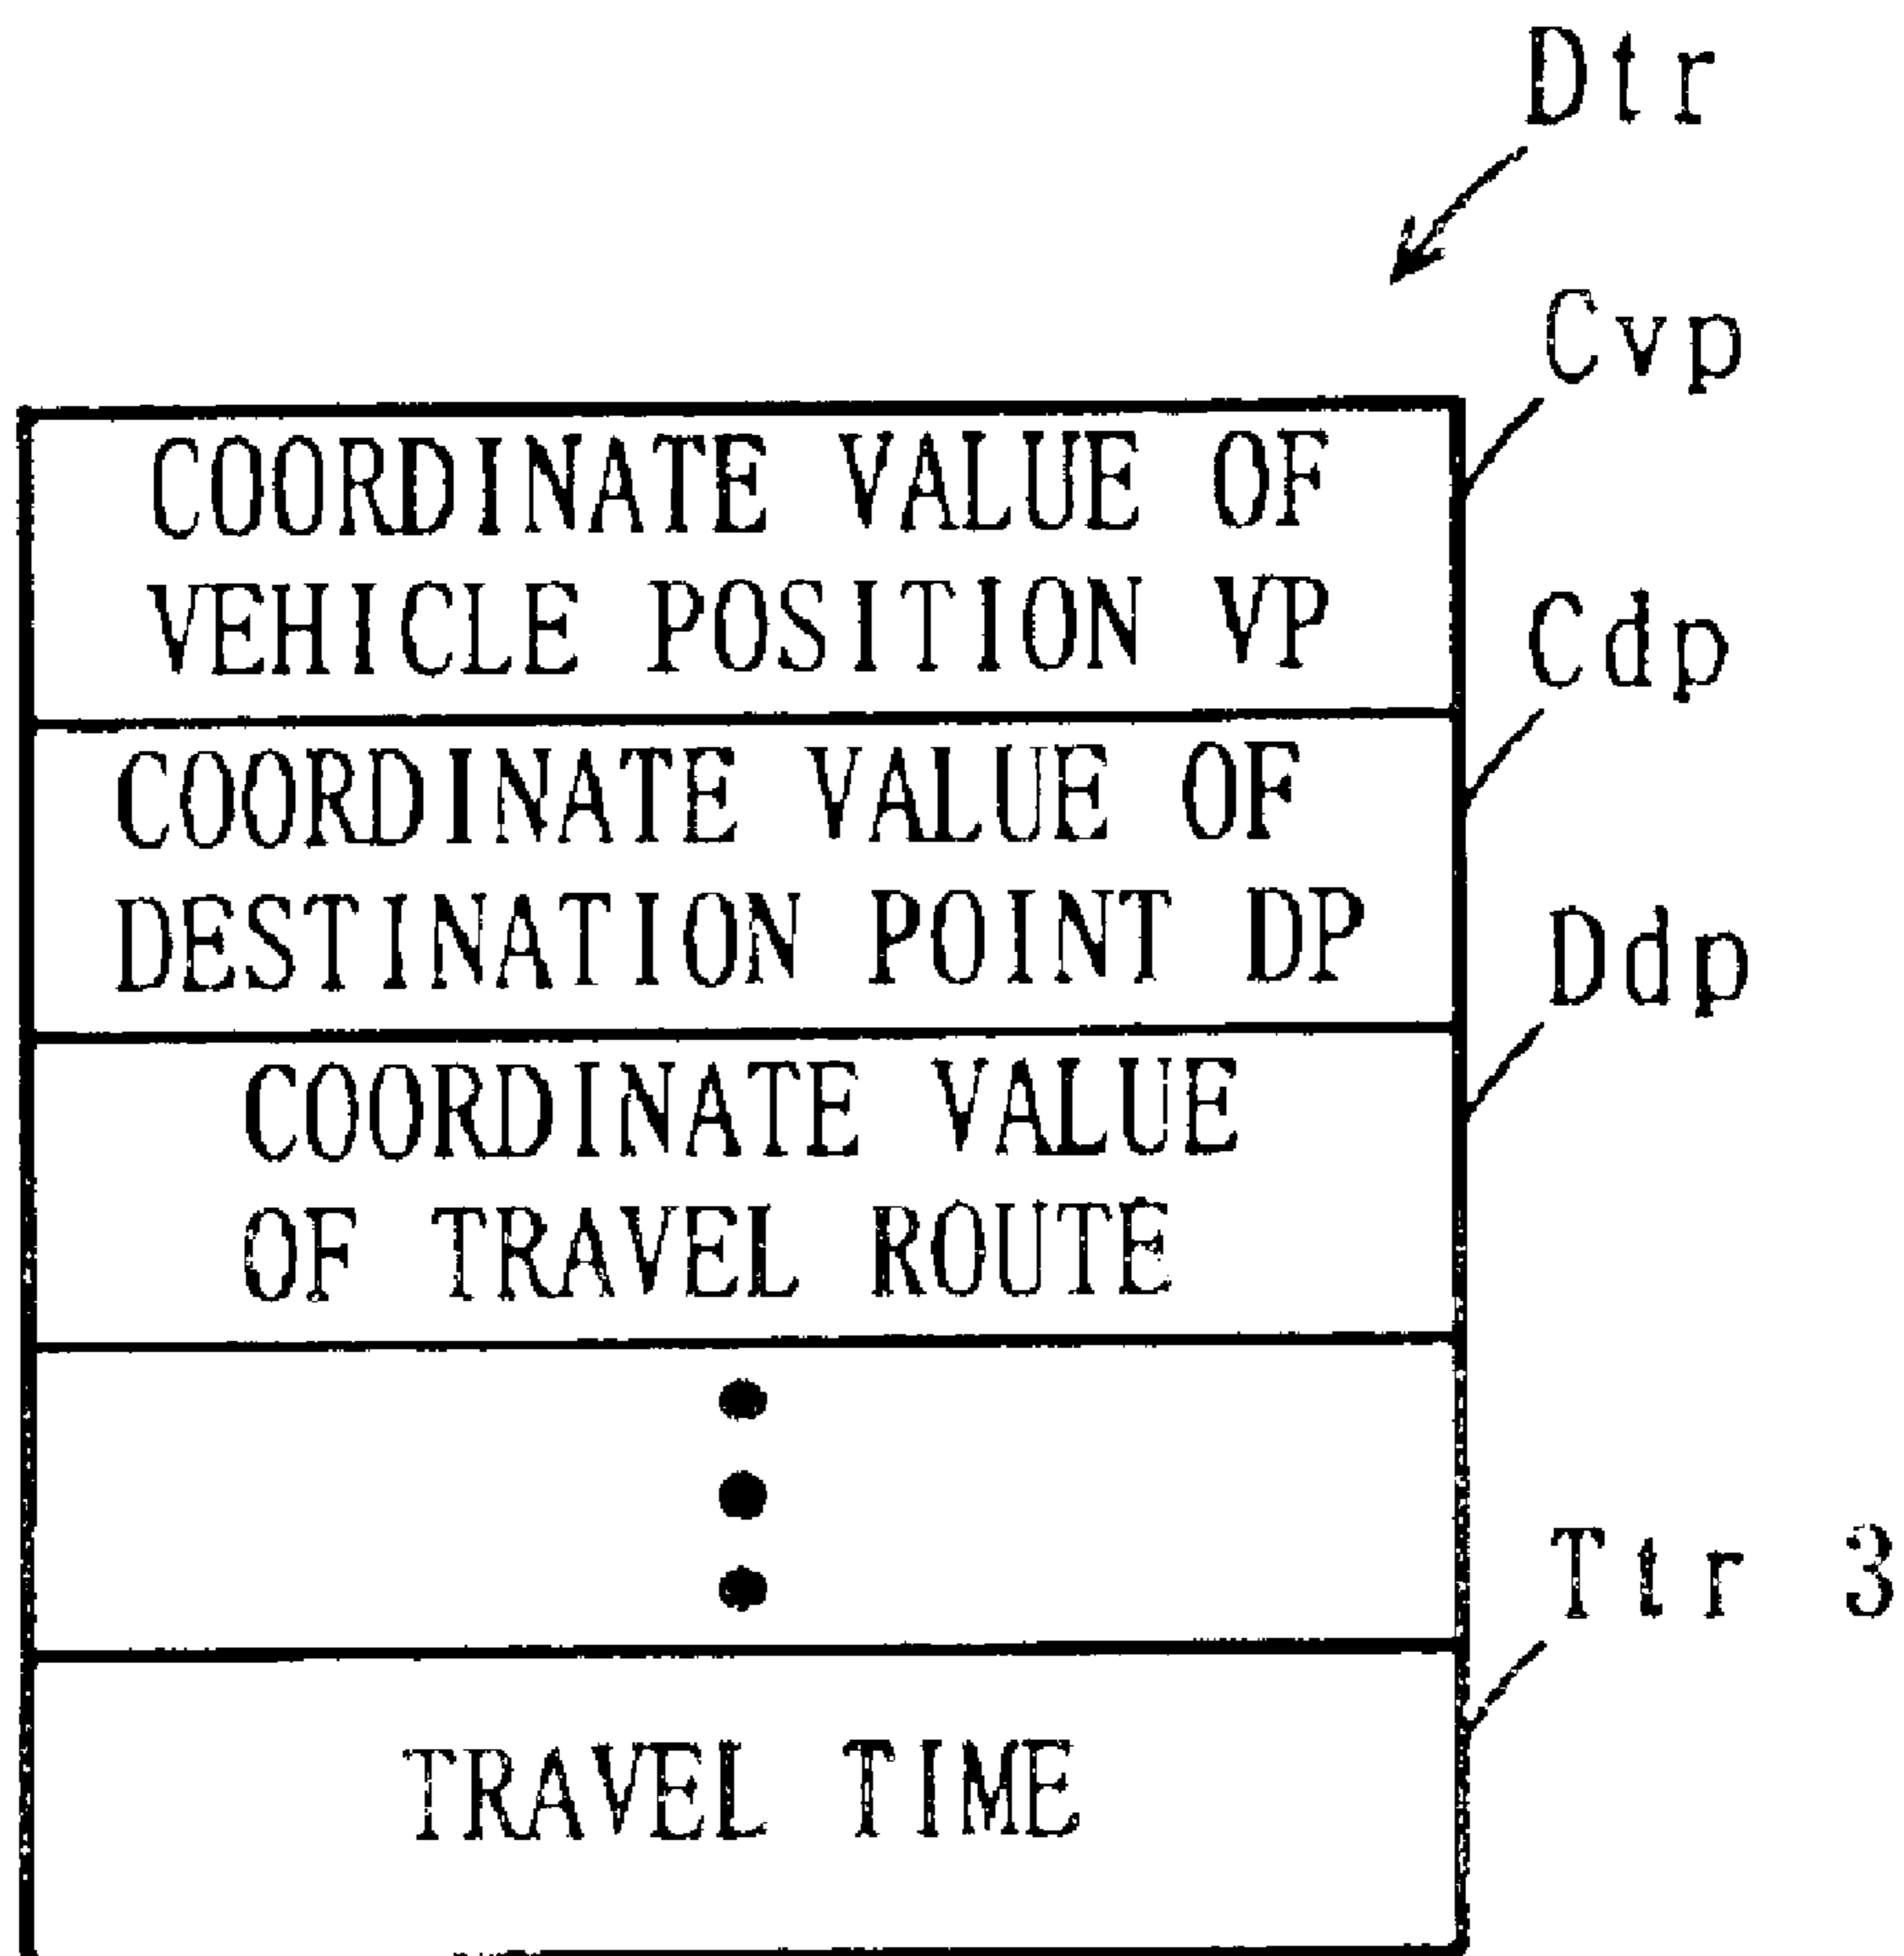 Dtr
Cvp
COORDINATE VALUE OF
VEHICLE POSITION VP
Cdp
COORDINATE VALUE OF
DESTINATION POINT DP
Ddp
COORDINATE VALUE
OF TRAVEL ROUTE
Ttr 3
TRAVEL TIME